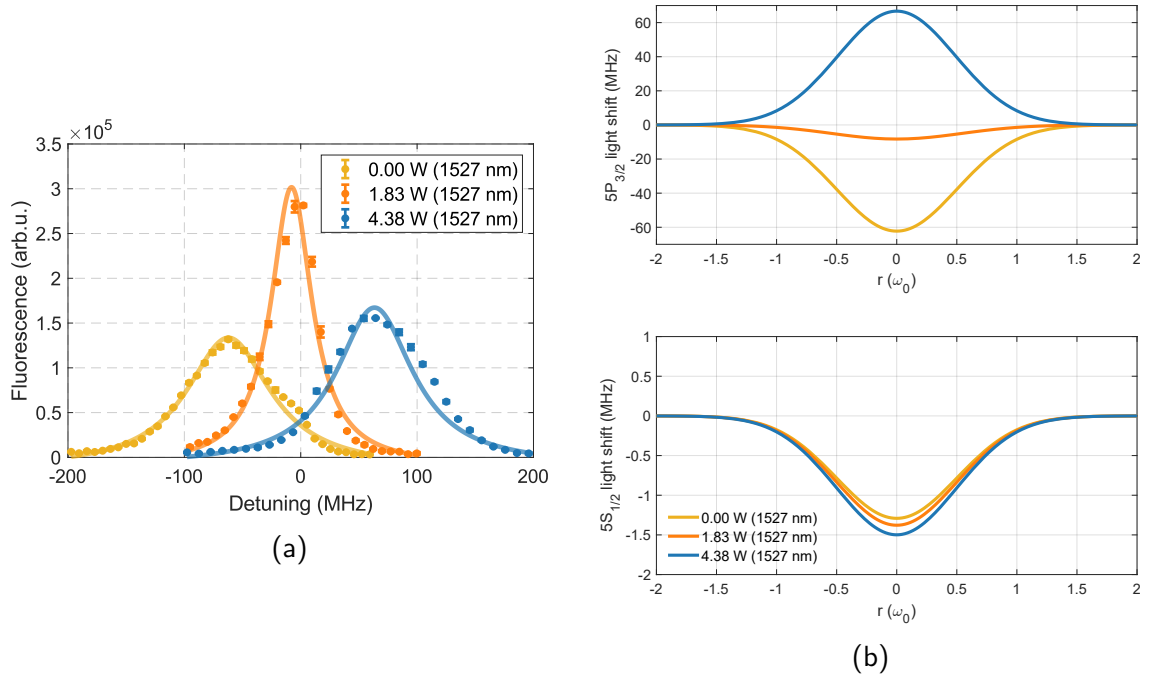 ×10^5
3.5
3
2.5
2
1.5
1
0.5
0
-200 -100 0 100 200
Fluorescence (arb.u.)
Detuning (MHz)
0.00 W (1527 nm)
1.83 W (1527 nm)
4.38 W (1527 nm)
(a)
60
40
20
0
-20
-40
-60
-2 -1.5 -1 -0.5 0 0.5 1 1.5 2
5P3/2 light shift (MHz)
r (ω0)
1
0.5
0
-0.5
-1
-1.5
-2
-2 -1.5 -1 -0.5 0 0.5 1 1.5 2
5S1/2 light shift (MHz)
0.00 W (1527 nm)
1.83 W (1527 nm)
4.38 W (1527 nm)
r (ω0)
(b)